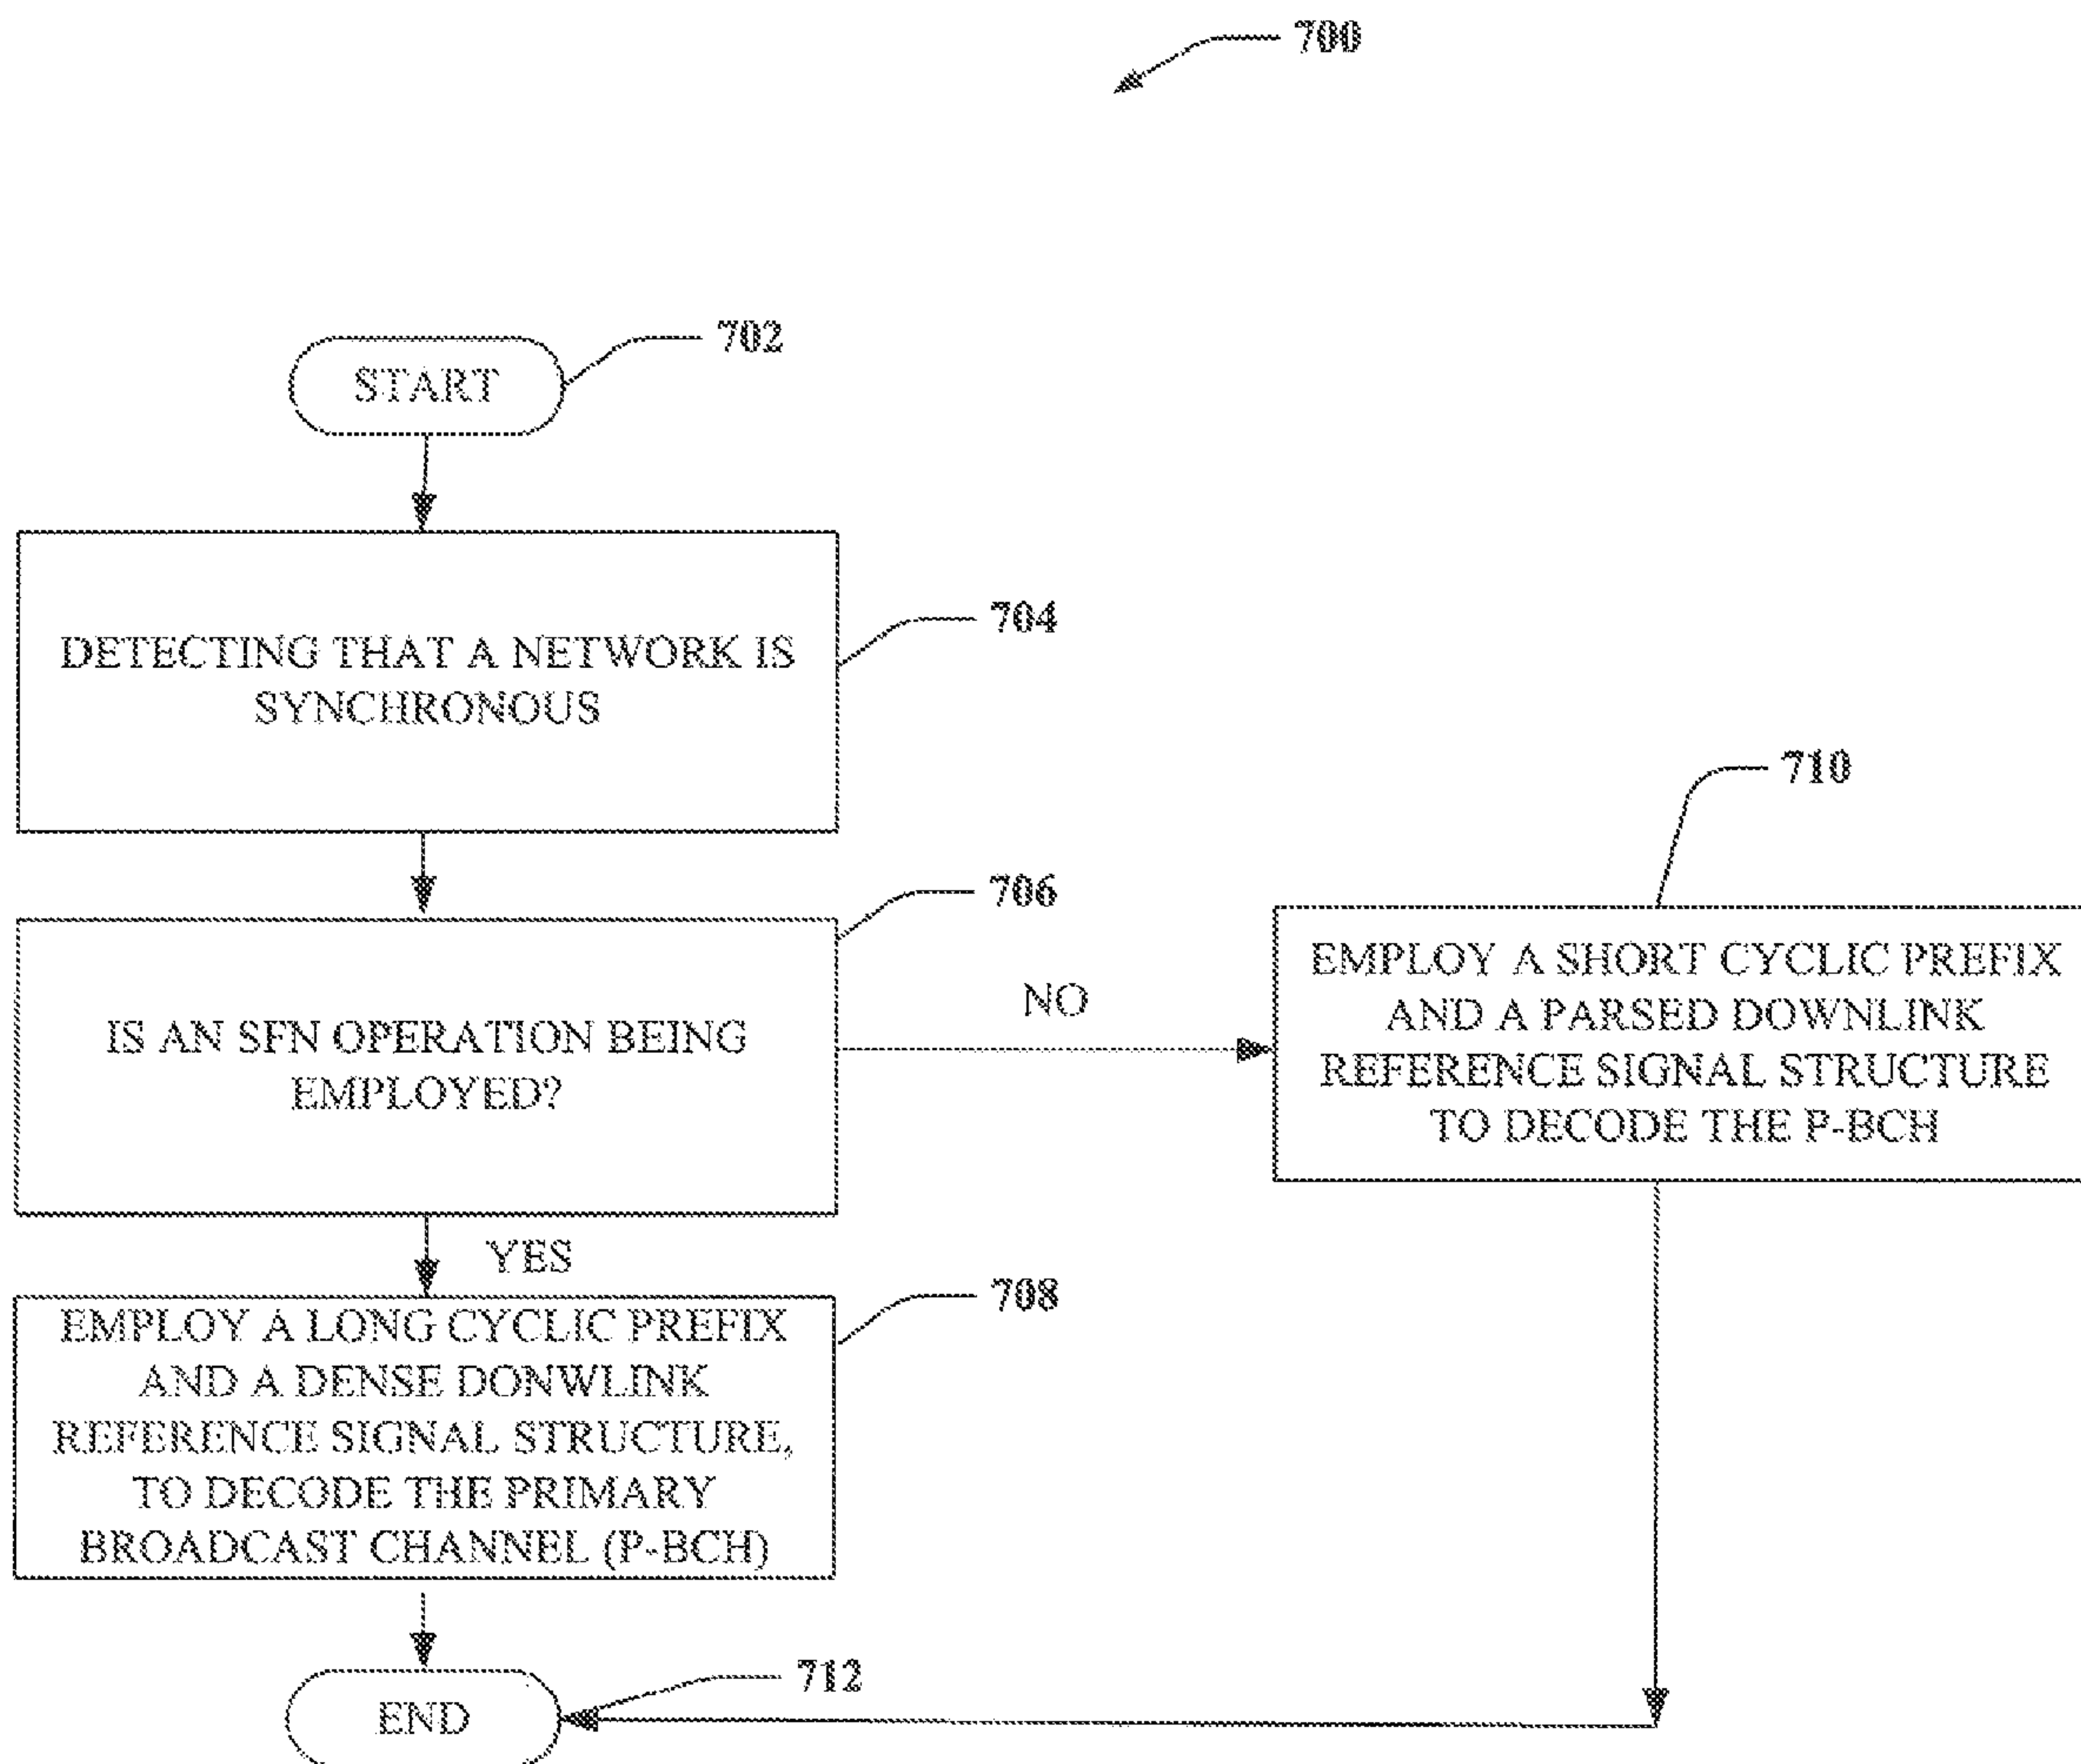 700
START
702
DETECTING THAT A NETWORK IS
SYNCHRONOUS
704
IS AN SFN OPERATION BEING
EMPLOYED?
706
NO
710
EMPLOY A SHORT CYCLIC PREFIX
AND A PARSED DOWNLINK
REFERENCE SIGNAL STRUCTURE
TO DECODE THE P-BCH
YES
708
EMPLOY A LONG CYCLIC PREFIX
AND A DENSE DONWLINK
REFERENCE SIGNAL STRUCTURE,
TO DECODE THE PRIMARY
BROADCAST CHANNEL (P-BCH)
712
END